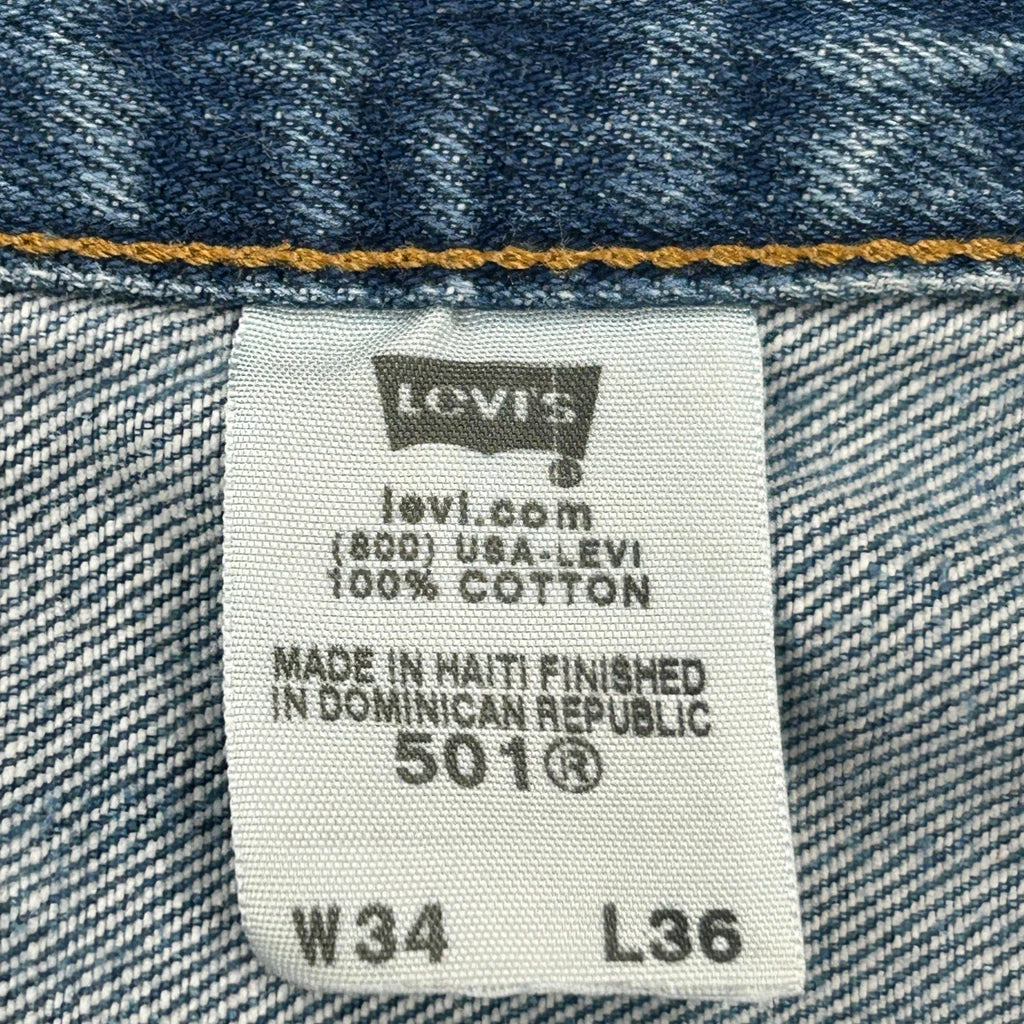 Levi's
®
levi.com
(800) USA-LEVI
100% COTTON
MADE IN HAITI FINISHED
IN DOMINICAN REPUBLIC
501®
W34 L36